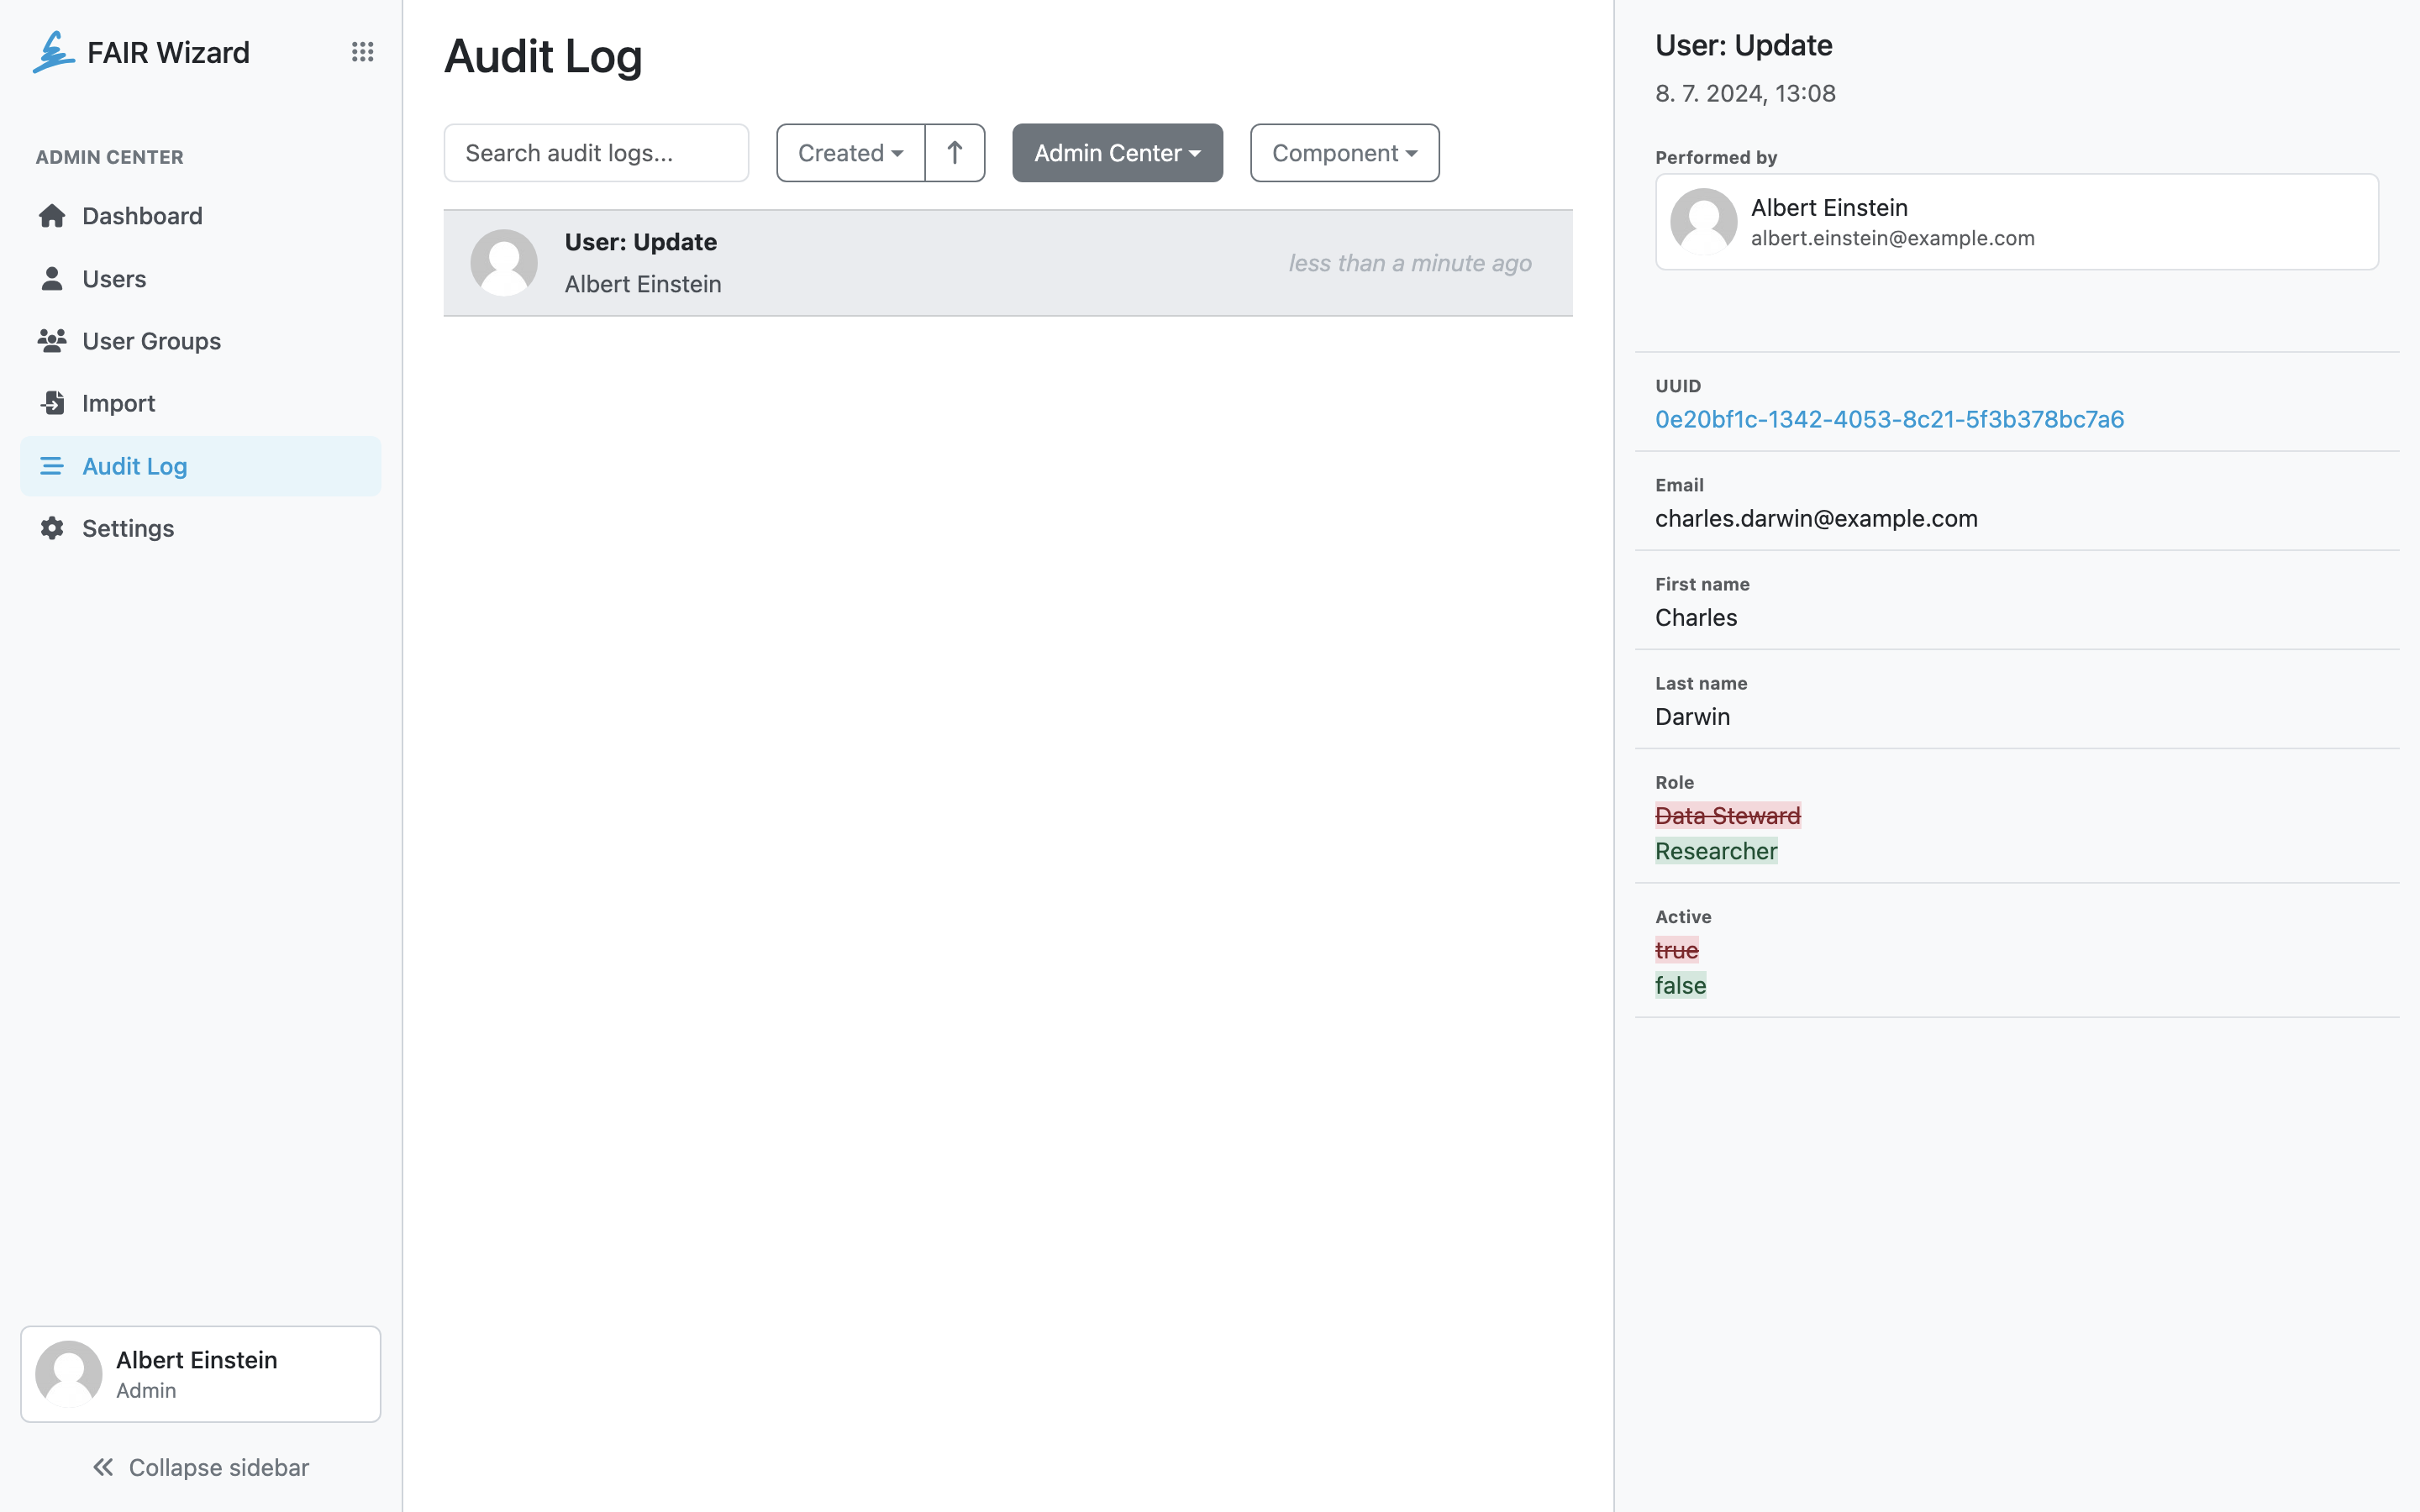 FAIR Wizard
ADMIN CENTER
Dashboard
Users
User Groups
Import
Audit Log
Settings
Albert Einstein
Admin
Collapse sidebar
Audit Log
Search audit logs...
Created
Admin Center
Component
User: Update
Albert Einstein
less than a minute ago
User: Update
8. 7. 2024, 13:08
Performed by
Albert Einstein
albert.einstein@example.com
UUID
0e20bf1c-1342-4053-8c21-5f3b378bc7a6
Email
charles.darwin@example.com
First name
Charles
Last name
Darwin
Role
Data Steward
Researcher
Active
true
false